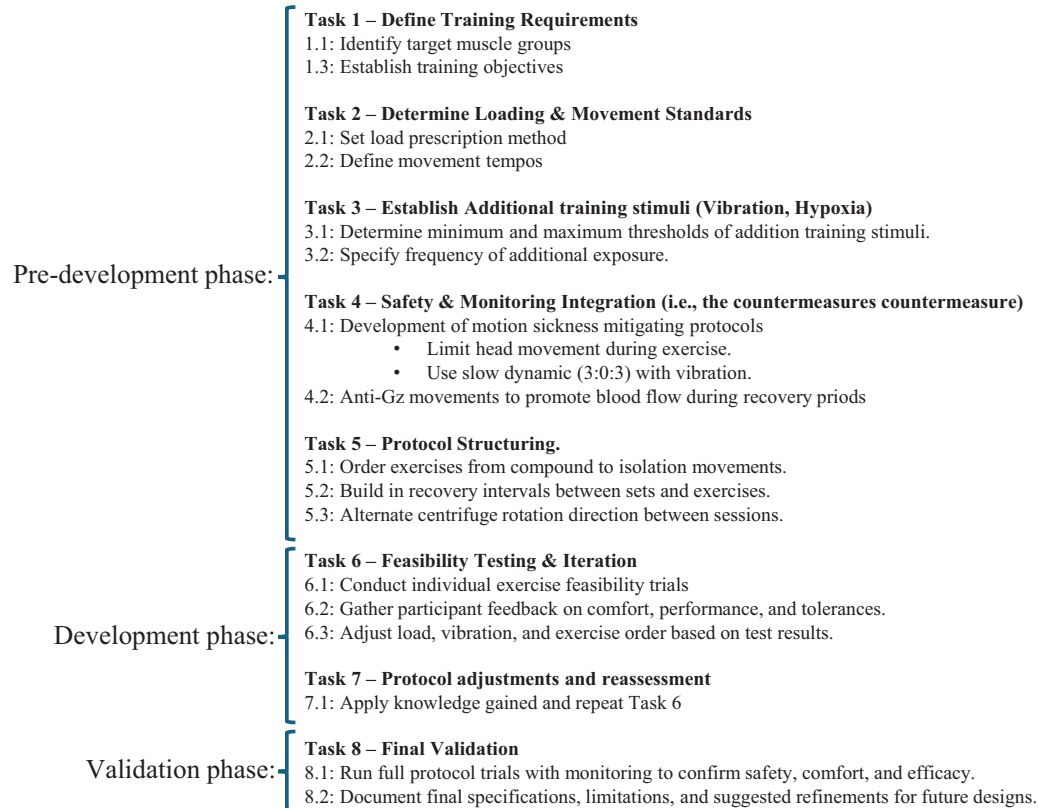 Pre-development phase:
Task 1 – Define Training Requirements
1.1: Identify target muscle groups
1.3: Establish training objectives
Task 2 – Determine Loading & Movement Standards
2.1: Set load prescription method
2.2: Define movement tempos
Task 3 – Establish Additional training stimuli (Vibration, Hypoxia)
3.1: Determine minimum and maximum thresholds of addition training stimuli.
3.2: Specify frequency of additional exposure.
Task 4 – Safety & Monitoring Integration (i.e., the countermeasures countermeasure)
4.1: Development of motion sickness mitigating protocols
• Limit head movement during exercise.
• Use slow dynamic (3:0:3) with vibration.
4.2: Anti-Gz movements to promote blood flow during recovery priods
Task 5 – Protocol Structuring.
5.1: Order exercises from compound to isolation movements.
5.2: Build in recovery intervals between sets and exercises.
5.3: Alternate centrifuge rotation direction between sessions.
Development phase:
Task 6 – Feasibility Testing & Iteration
6.1: Conduct individual exercise feasibility trials
6.2: Gather participant feedback on comfort, performance, and tolerances.
6.3: Adjust load, vibration, and exercise order based on test results.
Task 7 – Protocol adjustments and reassessment
7.1: Apply knowledge gained and repeat Task 6
Validation phase:
Task 8 – Final Validation
8.1: Run full protocol trials with monitoring to confirm safety, comfort, and efficacy.
8.2: Document final specifications, limitations, and suggested refinements for future designs.